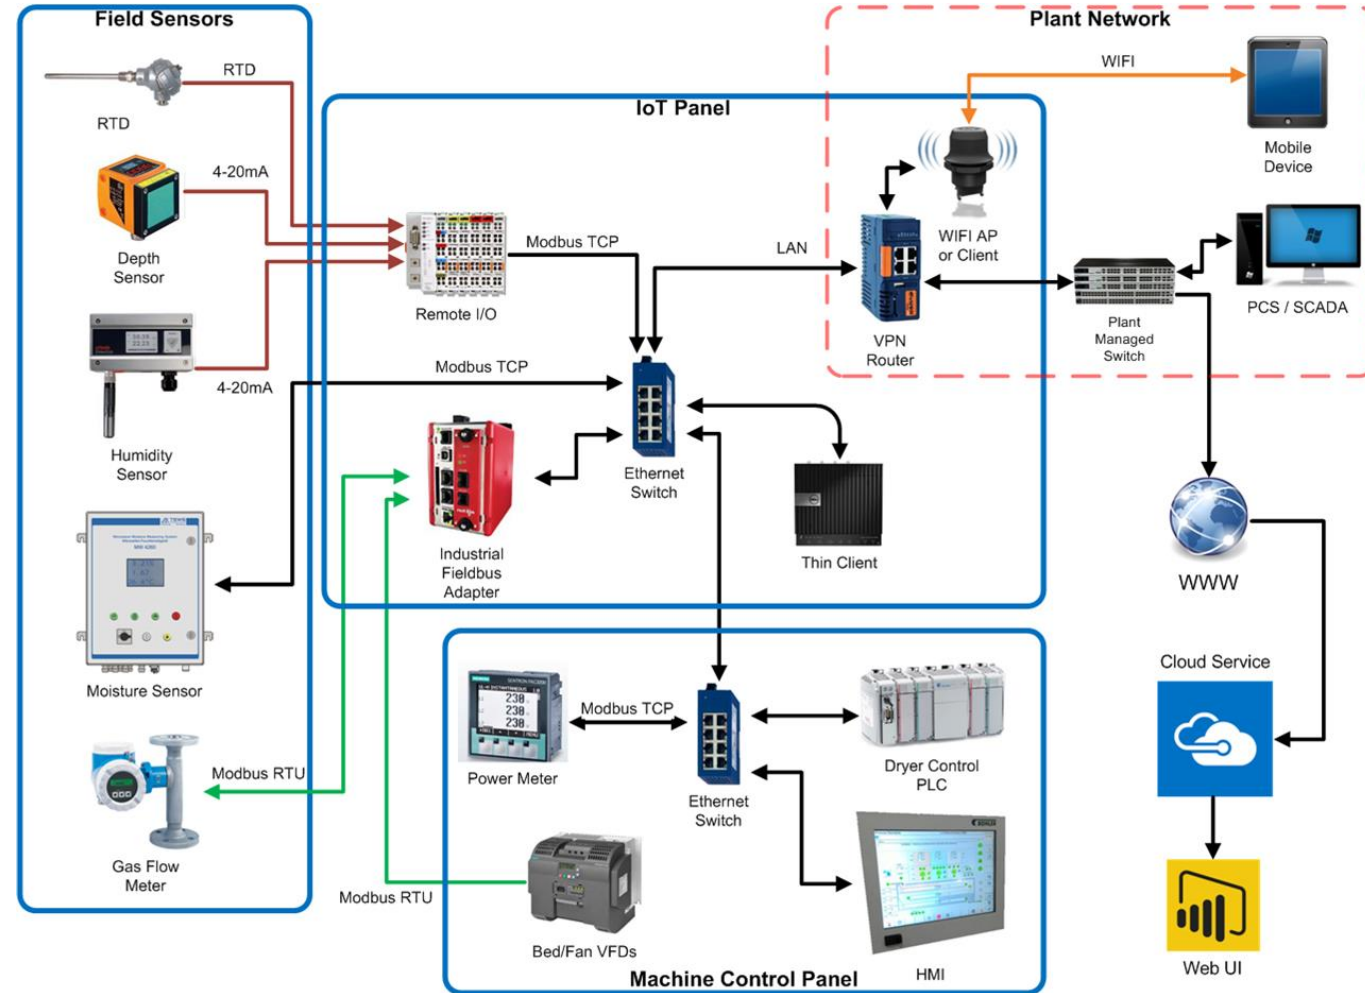 Field Sensors
RTD
RTD
4-20mA
Depth
Sensor
4-20mA
Humidity
Sensor
Moisture Sensor
Modbus RTU
Gas Flow
Meter
IoT Panel
Modbus TCP
Remote I/O
Modbus TCP
LAN
Ethernet
Switch
Industrial
Fieldbus
Adapter
Thin Client
Plant Network
WIFI
Mobile
Device
WIFI AP
or Client
VPN
Router
Plant
Managed
Switch
PCS / SCADA
WWW
Cloud Service
Web UI
Modbus RTU
230
230
230
Power Meter
Modbus TCP
Ethernet
Switch
Dryer Control
PLC
Bed/Fan VFDs
HMI
Machine Control Panel